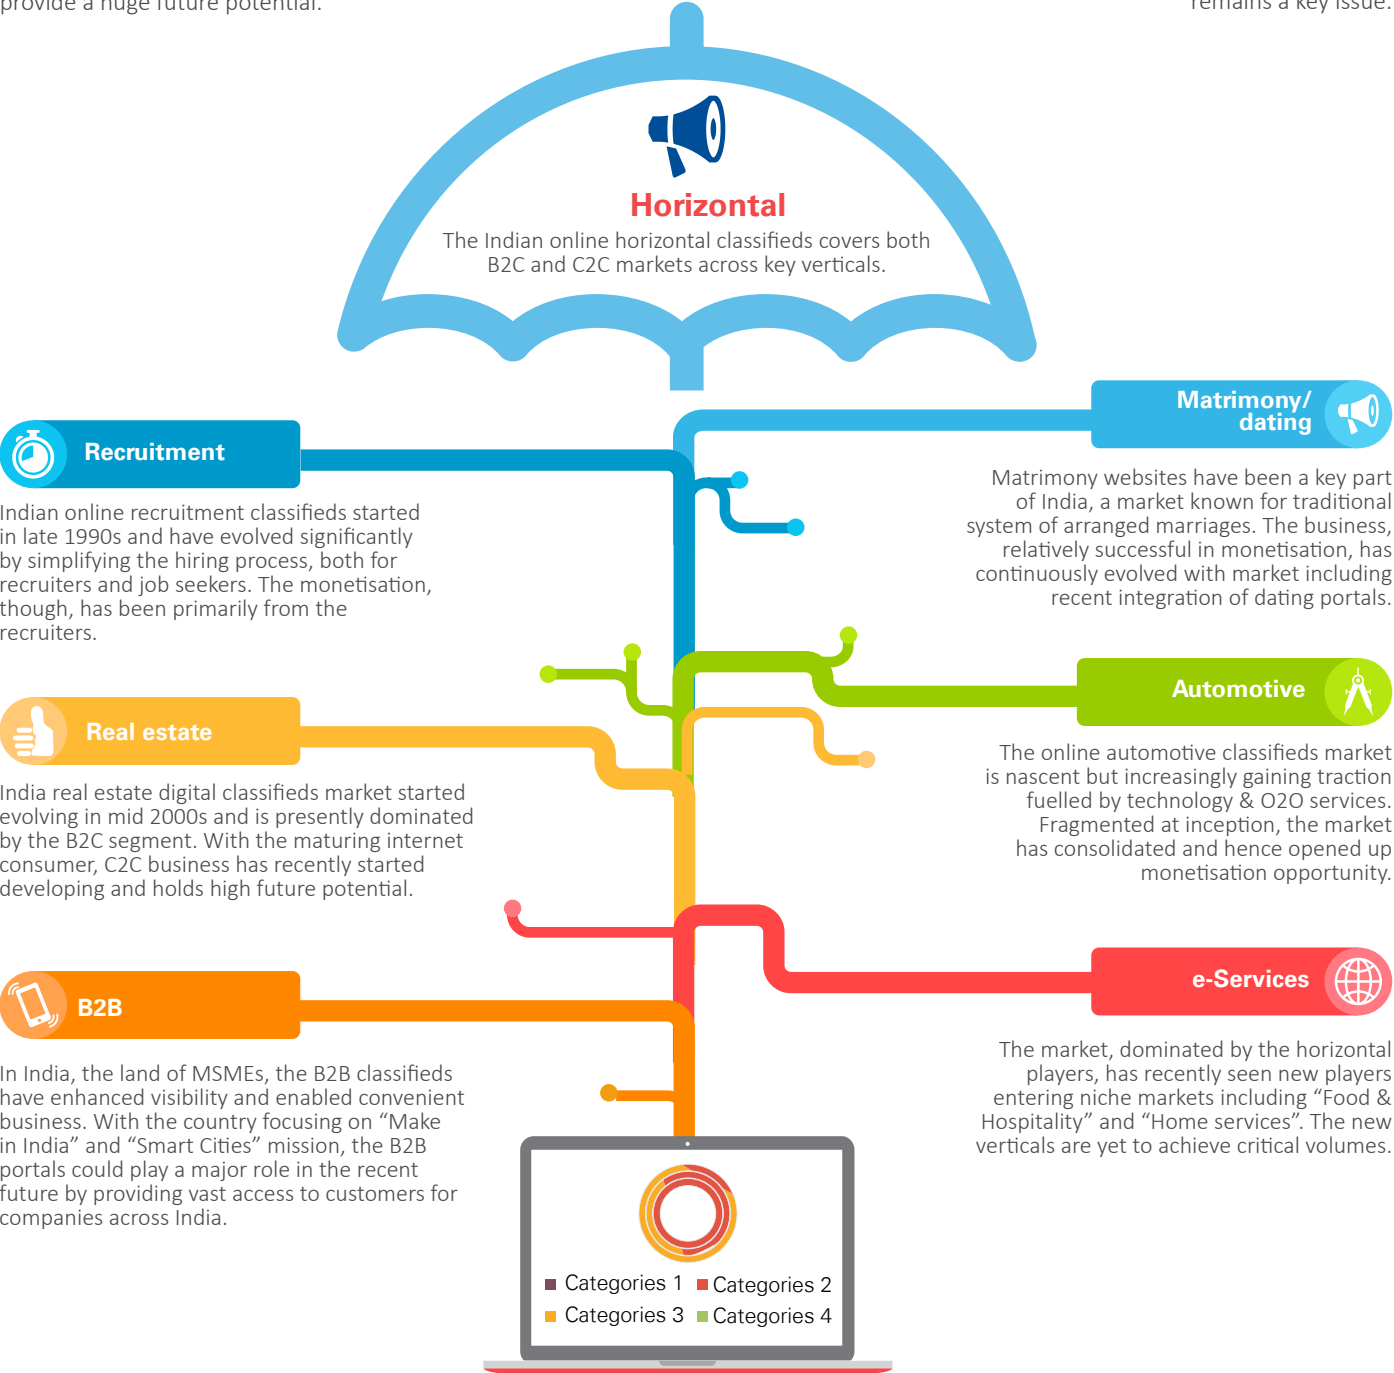 provide a huge future potential.
remains a key issue.
Horizontal
The Indian online horizontal classifieds covers both
B2C and C2C markets across key verticals.
Recruitment
Indian online recruitment classifieds started
in late 1990s and have evolved significantly
by simplifying the hiring process, both for
recruiters and job seekers. The monetisation,
though, has been primarily from the
recruiters.
Matrimony/
dating
Matrimony websites have been a key part
of India, a market known for traditional
system of arranged marriages. The business,
relatively successful in monetisation, has
continuously evolved with market including
recent integration of dating portals.
Real estate
India real estate digital classifieds market started
evolving in mid 2000s and is presently dominated
by the B2C segment. With the maturing internet
consumer, C2C business has recently started
developing and holds high future potential.
Automotive
The online automotive classifieds market
is nascent but increasingly gaining traction
fuelled by technology & O2O services.
Fragmented at inception, the market
has consolidated and hence opened up
monetisation opportunity.
B2B
In India, the land of MSMEs, the B2B classifieds
have enhanced visibility and enabled convenient
business. With the country focusing on “Make
in India” and “Smart Cities” mission, the B2B
portals could play a major role in the recent
future by providing vast access to customers for
companies across India.
e-Services
The market, dominated by the horizontal
players, has recently seen new players
entering niche markets including “Food &
Hospitality” and “Home services”. The new
verticals are yet to achieve critical volumes.
Categories 1 Categories 2
Categories 3 Categories 4